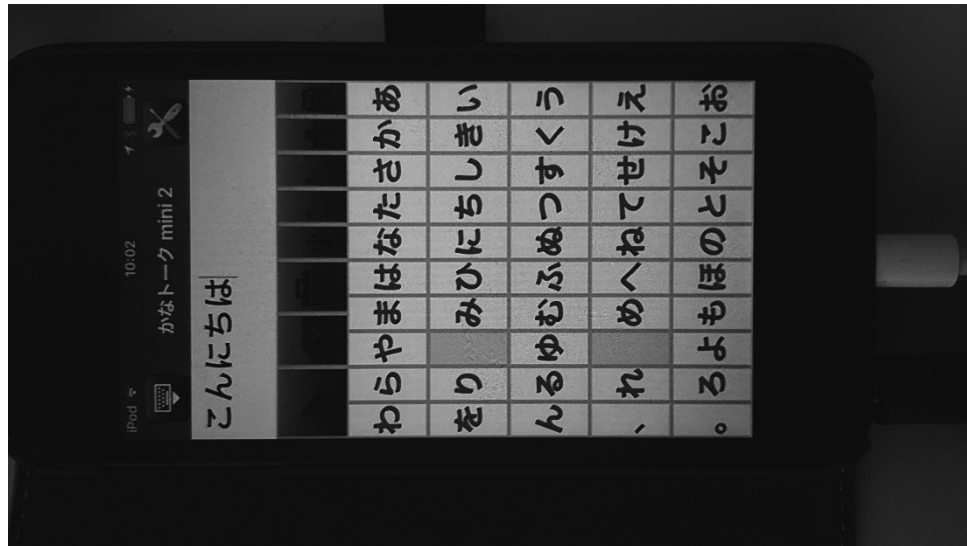 iPod 10:02
かなトーク mini 2
こんにちは
わ ら や ま は な た さ か あ
を り み ひ に ち し き い
ん る ゆ む ふ ぬ つ す く う
、 れ め へ ね て せ け え
。 ろ よ も ほ の と そ こ お